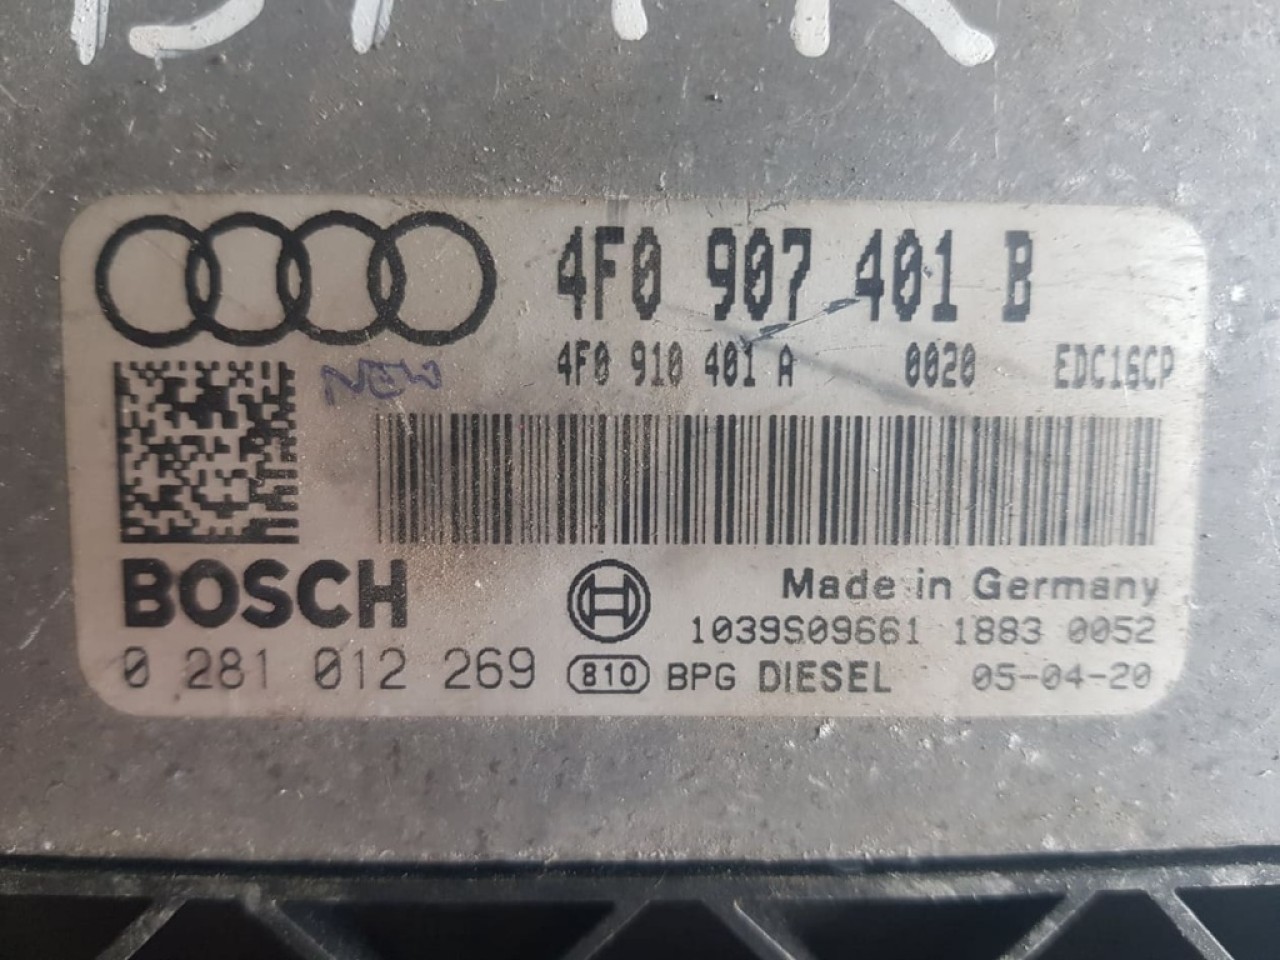 4F0 907 401 B
4F0 910 401 A 0020 EDC16CP
NEW
BOSCH
Made in Germany
1039S09661 1883 0052
0 281 012 269
810 BPG DIESEL 05-04-20